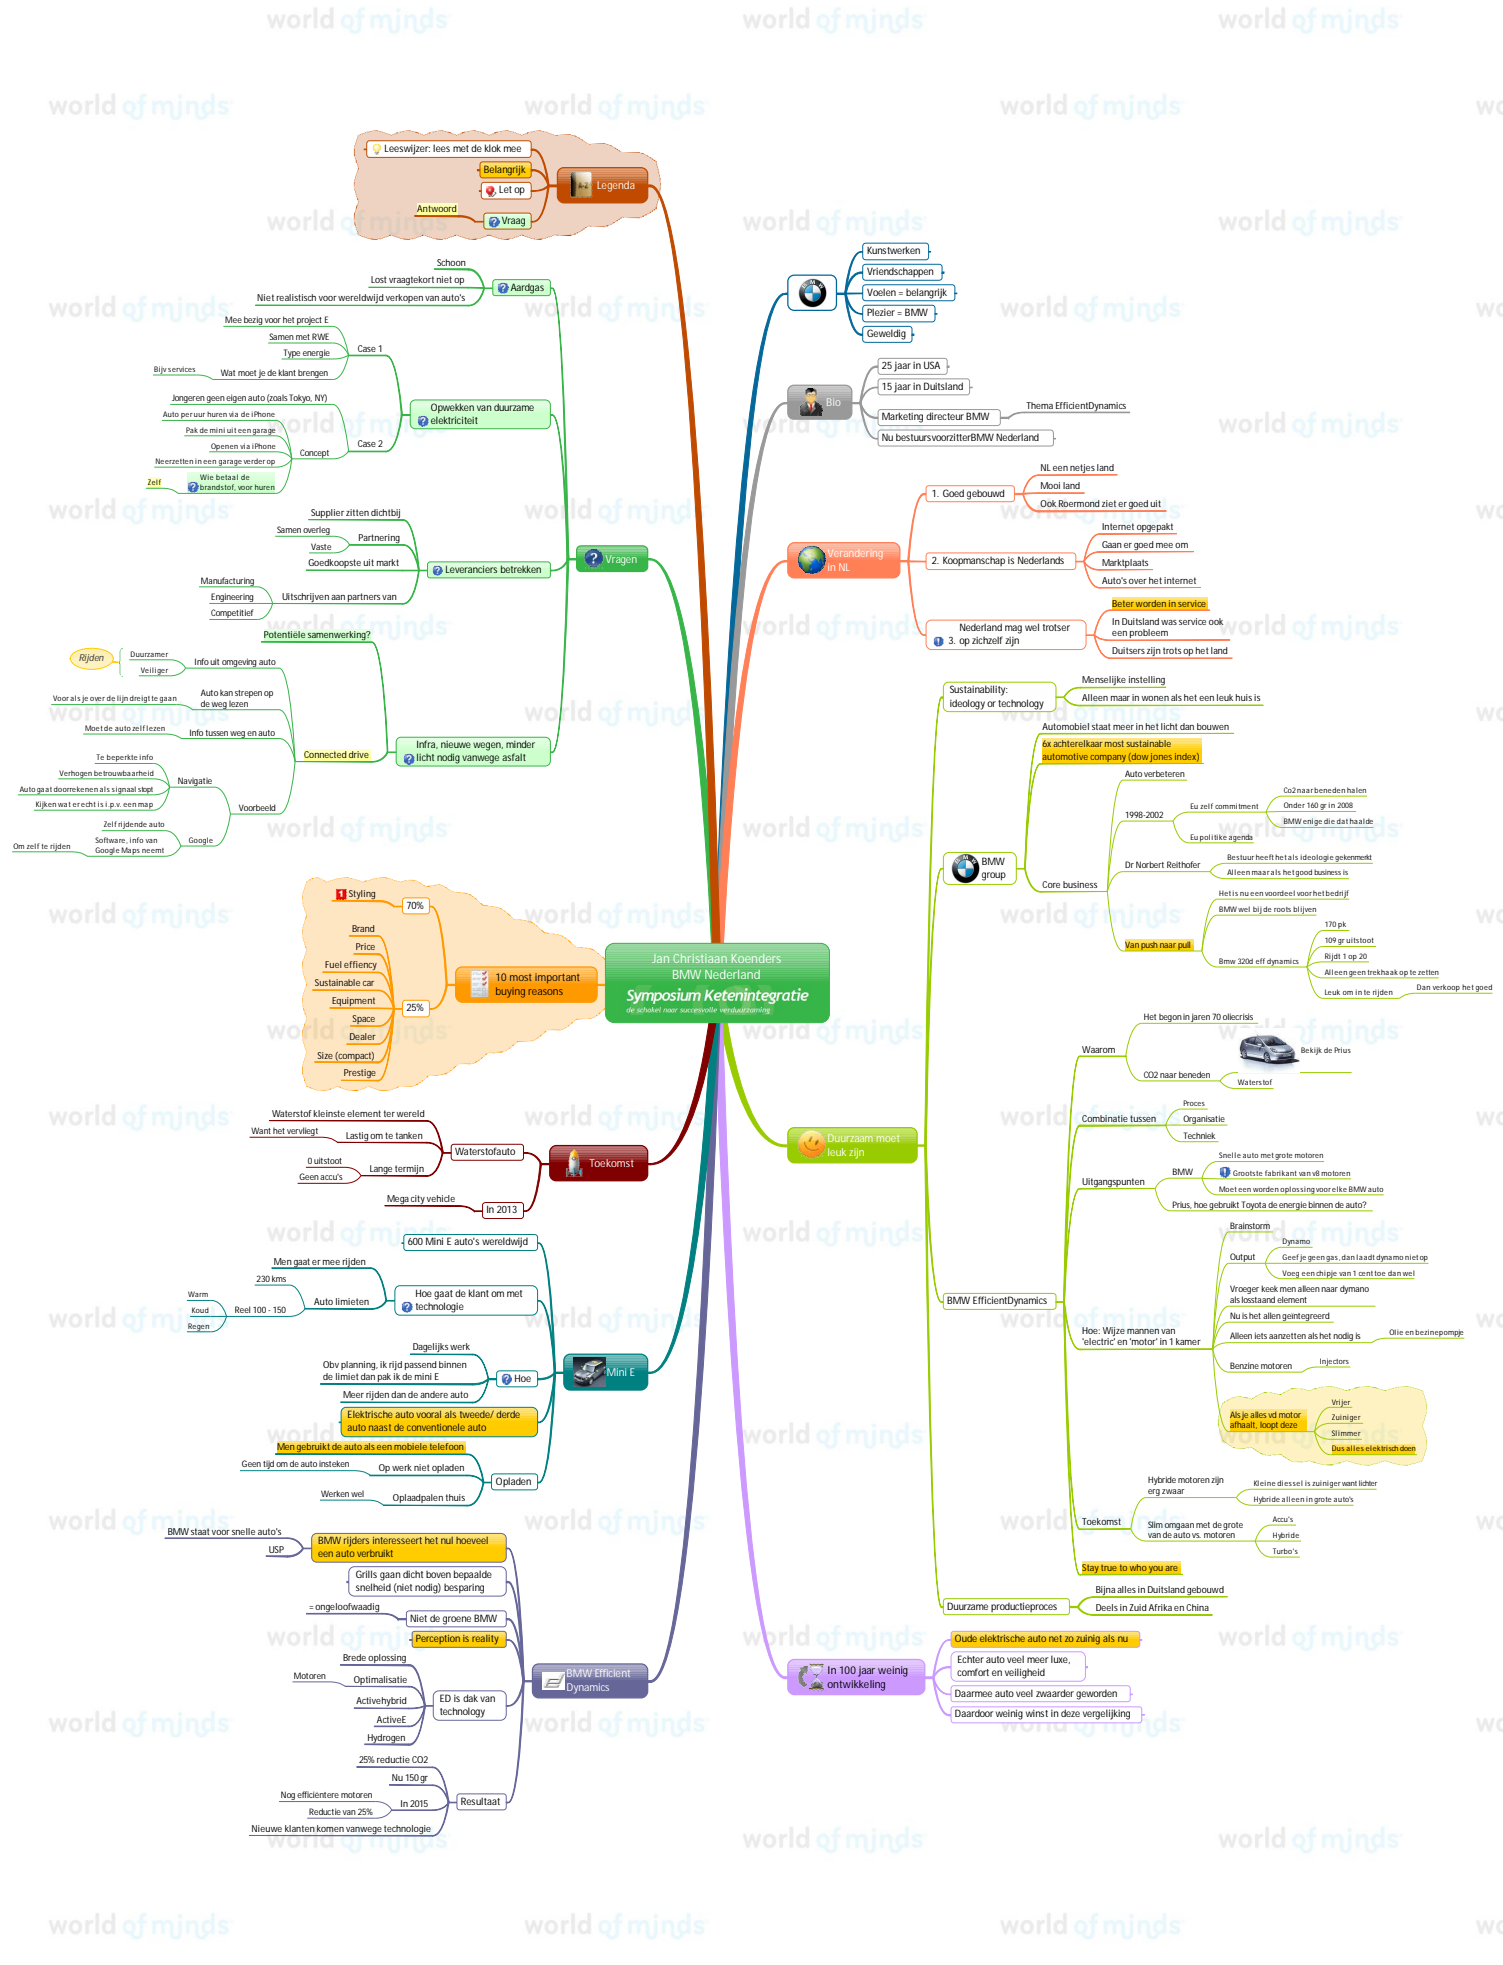 Jan Christiaan Koenders
BMW Nederland
Symposium Ketenintegratie
de schakel naar succesvolle verduurzaming
Kunstwerken
Vriendschappen
Voelen = belangrijk
Plezier = BMW
Geweldig
Bio
25 jaar in USA
15 jaar in Duitsland
Marketing directeur BMW
Thema EfficientDynamics
Nu bestuursvoorzitterBMW Nederland
Verandering
in NL
1. Goed gebouwd
NL een netjes land
Mooi land
Ook Roermond ziet er goed uit
2. Koopmanschap is Nederlands
Internet opgepakt
Gaan er goed mee om
Marktplaats
Auto's over het internet
Nederland mag wel trotser
3. op zichzelf zijn
Beter worden in service
In Duitsland was service ook
een probleem
Duitsers zijn trots op het land
Duurzaam moet
leuk zijn
Sustainability:
ideology or technology
Menselijke instelling
Alleen maar in wonen als het een leuk huis is
BMW
group
Automobiel staat meer in het licht dan bouwen
6x achterelkaar most sustainable
automotive company (dow jones index)
Core business
Auto verbeteren
1998-2002
Eu zelf commitment
Co2 naar beneden halen
Onder 160 gr in 2008
BMW enige die dat haalde
Eu politike agenda
Dr Norbert Reithofer
Bestuur heeft het als ideologie gekenmerkt
Alleen maar als het good business is
Van push naar pull
Het is nu een voordeel voor het bedrijf
BMW wel bij de roots blijven
Bmw 320d eff dynamics
170 pk
109 gr uitstoot
Rijdt 1 op 20
Alleen geen trekhaak op te zetten
Leuk om in te rijden
Dan verkoop het goed
BMW EfficientDynamics
Waarom
Het begon in jaren 70 oliecrisis
CO2 naar beneden
Bekijk de Prius
Waterstof
Combinatie tussen
Proces
Organisatie
Techniek
Uitgangspunten
BMW
Snelle auto met grote motoren
Grootste fabrikant van v8 motoren
Moet een worden oplossing voor elke BMW auto
Prius, hoe gebruikt Toyota de energie binnen de auto?
Hoe: Wijze mannen van
'electric' en 'motor' in 1 kamer
Brainstorm
Output
Dynamo
Geef je geen gas, dan laadt dynamo niet op
Voeg een chipje van 1 cent toe dan wel
Vroeger keek men alleen naar dymano
als losstaand element
Nu is het allen geïntegreerd
Alleen iets aanzetten als het nodig is
Olie en bezinepompje
Benzine motoren
Injectors
Als je alles vd motor
afhaalt, loopt deze
Vrijer
Zuiniger
Slimmer
Dus alles elektrisch doen
Toekomst
Hybride motoren zijn
erg zwaar
Kleine diessel is zuiniger want lichter
Hybride alleen in grote auto's
Slim omgaan met de grote
van de auto vs. motoren
Accu's
Hybride
Turbo's
Stay true to who you are
Duurzame productieproces
Bijna alles in Duitsland gebouwd
Deels in Zuid Afrika en China
In 100 jaar weinig
ontwikkeling
Oude elektrische auto net zo zuinig als nu
Echter auto veel meer luxe,
comfort en veiligheid
Daarmee auto veel zwaarder geworden
Daardoor weinig winst in deze vergelijking
BMW Efficient
Dynamics
BMW rijders interesseert het nul hoeveel
een auto verbruikt
BMW staat voor snelle auto's
USP
Grills gaan dicht boven bepaalde
snelheid (niet nodig) besparing
Niet de groene BMW
= ongeloofwaadig
Perception is reality
ED is dak van
technology
Brede oplossing
Optimalisatie
Motoren
Activehybrid
ActiveE
Hydrogen
Resultaat
25% reductie CO2
Nu 150 gr
In 2015
Nog efficiëntere motoren
Reductie van 25%
Nieuwe klanten komen vanwege technologie
Mini E
600 Mini E auto's wereldwijd
Hoe gaat de klant om met
technologie
Men gaat er mee rijden
Auto limieten
230 kms
Reel 100 - 150
Warm
Koud
Regen
Hoe
Dagelijks werk
Obv planning, ik rijd passend binnen
de limiet dan pak ik de mini E
Meer rijden dan de andere auto
Elektrische auto vooral als tweede/ derde
auto naast de conventionele auto
Opladen
Men gebruikt de auto als een mobiele telefoon
Op werk niet opladen
Geen tijd om de auto insteken
Oplaadpalen thuis
Werken wel
Toekomst
Waterstofauto
Waterstof kleinste element ter wereld
Lastig om te tanken
Want het vervliegt
Lange termijn
0 uitstoot
Geen accu's
In 2013
Mega city vehicle
10 most important
buying reasons
70%
1 Styling
25%
Brand
Price
Fuel effiency
Sustainable car
Equipment
Space
Dealer
Size (compact)
Prestige
Vragen
Aardgas
Schoon
Lost vraagtekort niet op
Niet realistisch voor wereldwijd verkopen van auto's
Opwekken van duurzame
elektriciteit
Case 1
Mee bezig voor het project E
Samen met RWE
Type energie
Wat moet je de klant brengen
Bijv services
Case 2
Jongeren geen eigen auto (zoals Tokyo, NY)
Concept
Auto per uur huren via de iPhone
Pak de mini uit een garage
Openen via iPhone
Neerzetten in een garage verder op
Wie betaal de
brandstof, voor huren
Zelf
Leveranciers betrekken
Supplier zitten dichtbij
Partnering
Samen overleg
Vaste
Goedkoopste uit markt
Uitschrijven aan partners van
Manufacturing
Engineering
Competitief
Infra, nieuwe wegen, minder
licht nodig vanwege asfalt
Potentiële samenwerking?
Connected drive
Info uit omgeving auto
Duurzamer
Veiliger
Rijden
Auto kan strepen op
de weg lezen
Voor als je over de lijn dreigt te gaan
Info tussen weg en auto
Moet de auto zelf lezen
Voorbeeld
Navigatie
Te beperkte info
Verhogen betrouwbaarheid
Auto gaat doorrekenen als signaal stopt
Kijken wat er echt is i.p.v. een map
Google
Zelf rijdende auto
Software, info van
Google Maps neemt
Om zelf te rijden
Legenda
Leeswijzer: lees met de klok mee
Belangrijk
Let op
Vraag
Antwoord
world of minds